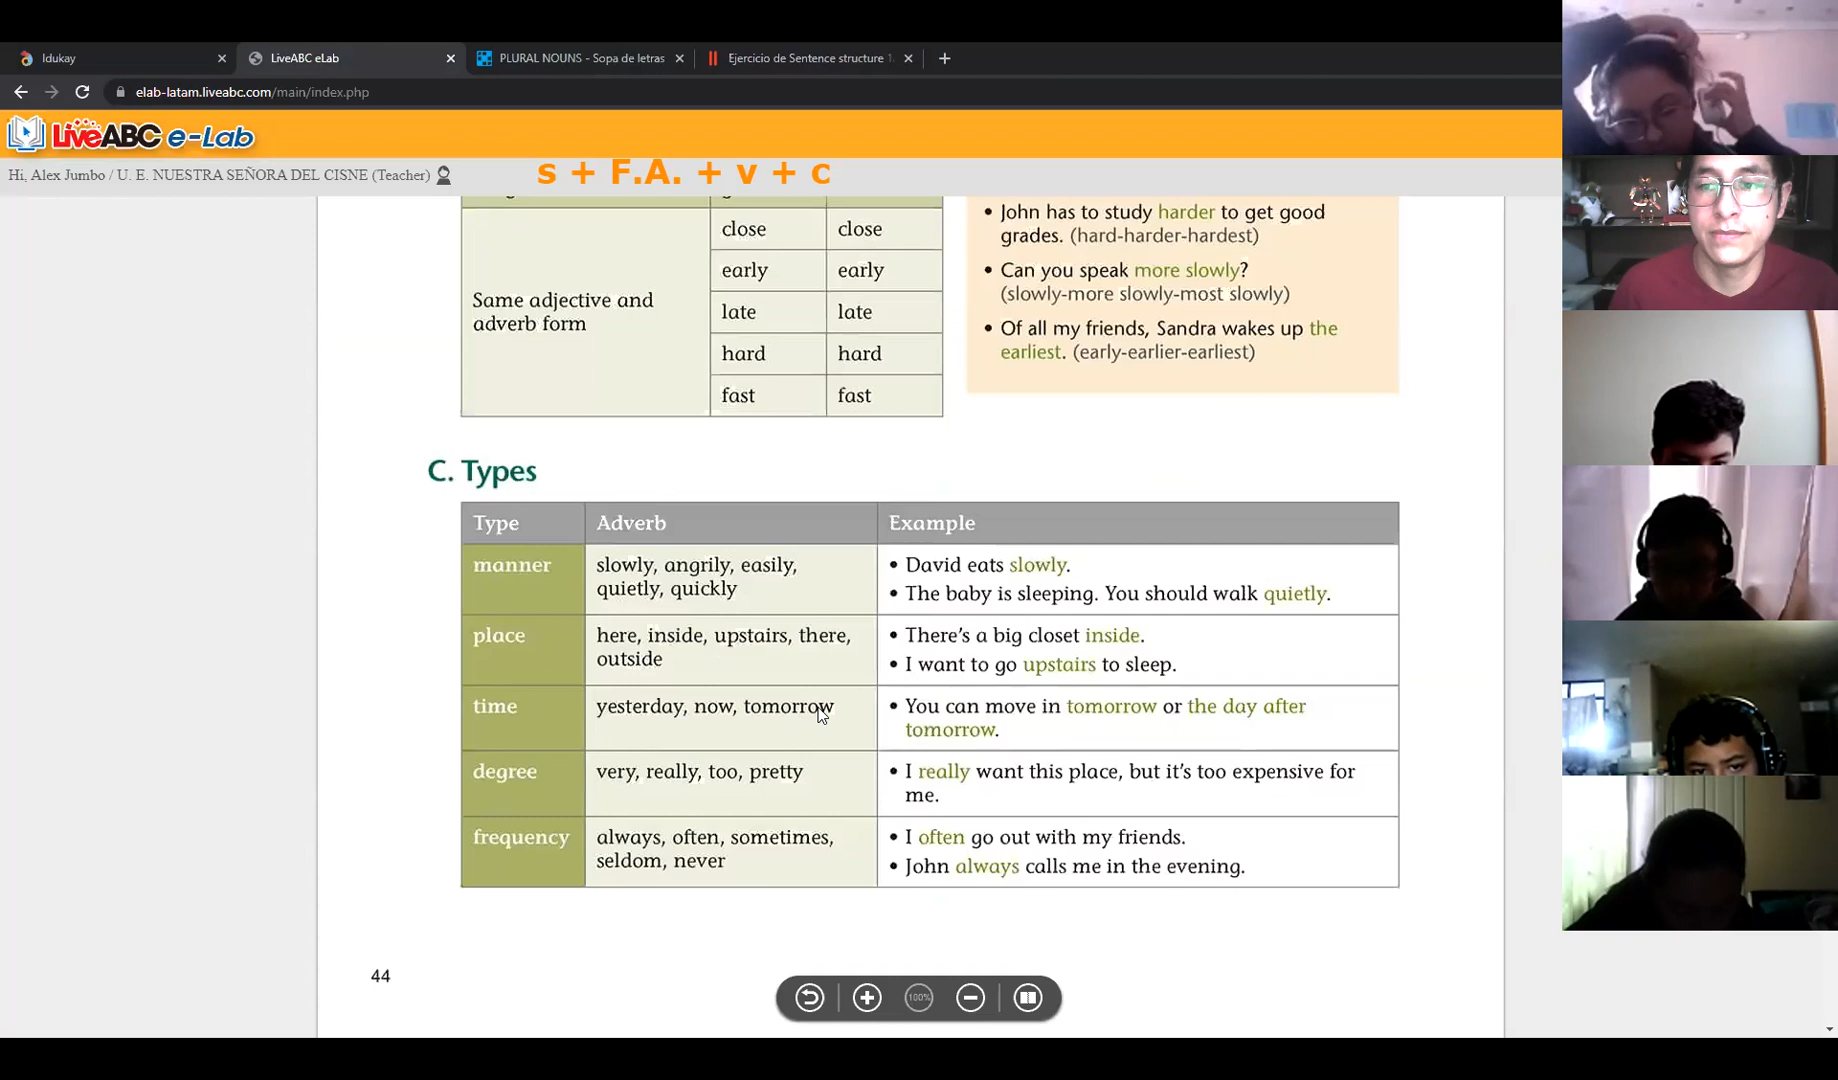 Idukay
LiveABC eLab
PLURAL NOUNS - Sopa de letras
Ejercicio de Sentence structure 1
elab-latam.liveabc.com/main/index.php
LiveABC e-Lab
Hi, Alex Jumbo / U. E. NUESTRA SEÑORA DEL CISNE (Teacher)
s + F.A. + v + c
Same adjective and
adverb form
close close
early early
late late
hard hard
fast fast
• John has to study harder to get good
grades. (hard-harder-hardest)
• Can you speak more slowly?
(slowly-more slowly-most slowly)
• Of all my friends, Sandra wakes up the
earliest. (early-earlier-earliest)
C. Types
Type Adverb Example
manner
slowly, angrily, easily,
quietly, quickly
• David eats slowly.
• The baby is sleeping. You should walk quietly.
place
here, inside, upstairs, there,
outside
• There's a big closet inside.
• I want to go upstairs to sleep.
time
yesterday, now, tomorrow
• You can move in tomorrow or the day after
tomorrow.
degree
very, really, too, pretty
• I really want this place, but it's too expensive for
me.
frequency
always, often, sometimes,
seldom, never
• I often go out with my friends.
• John always calls me in the evening.
44
100%